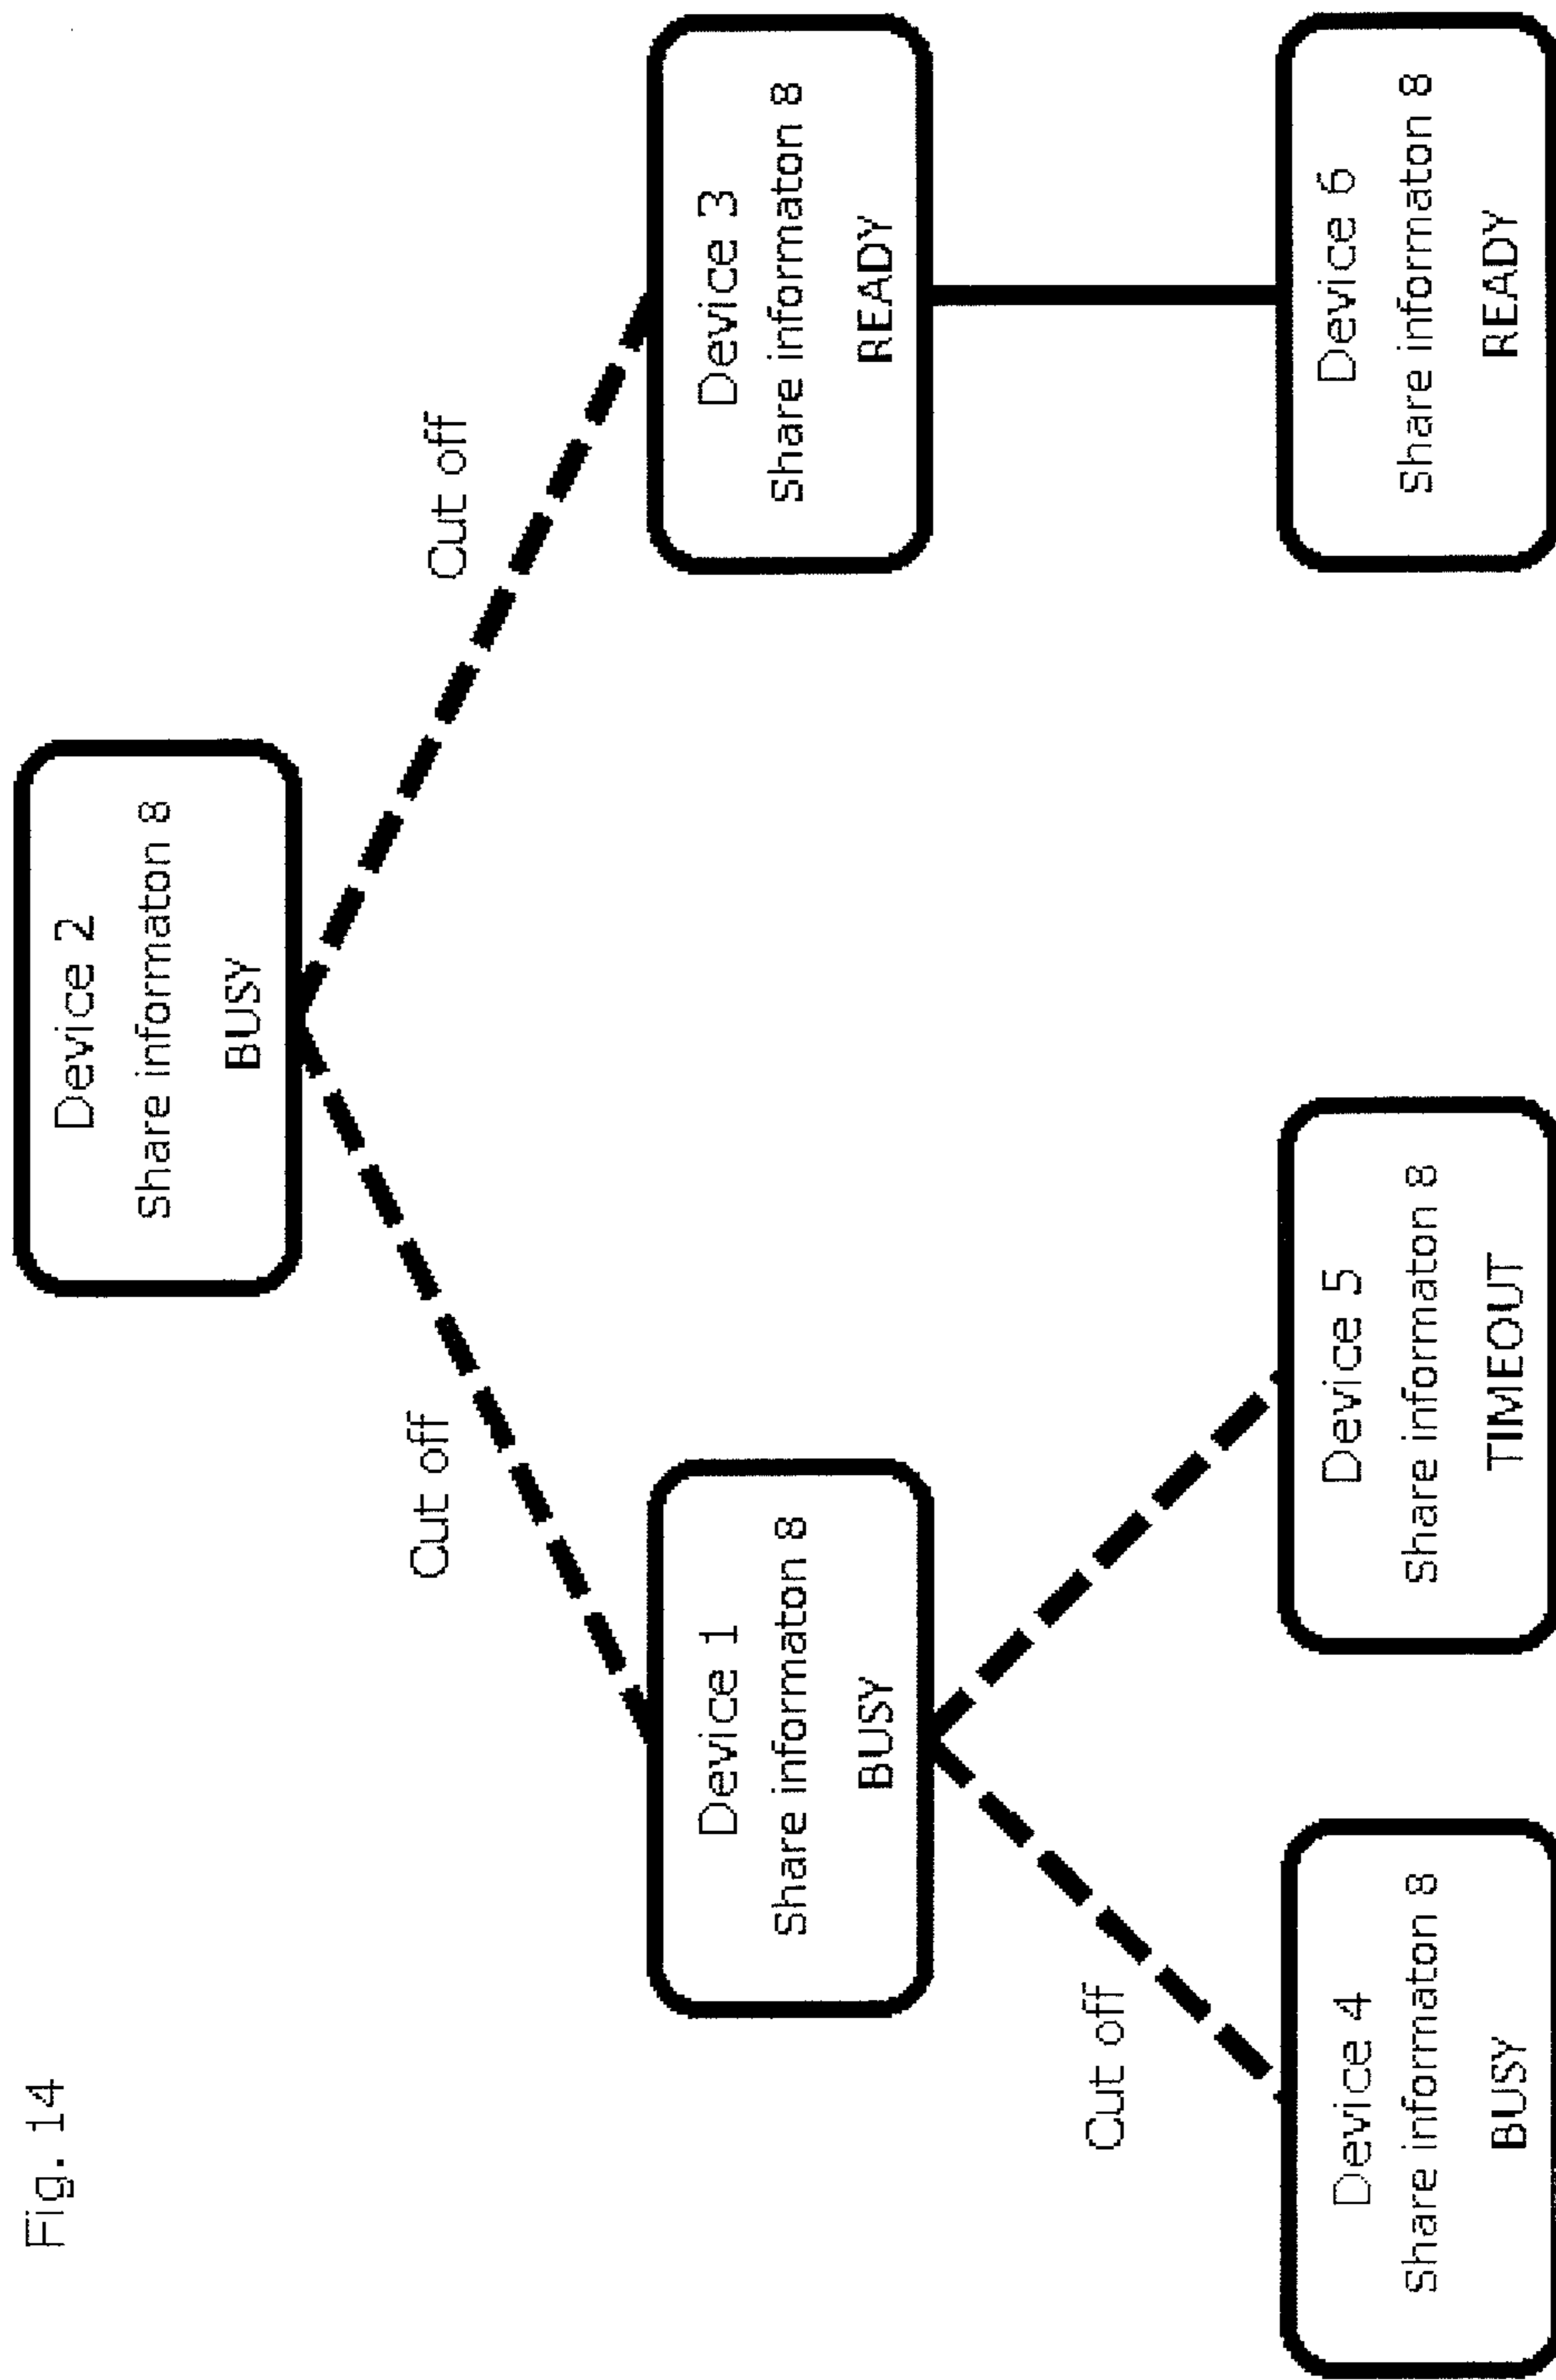 Fig. 14
Device 2
Share informaton 8
BUSY
Cut off
Cut off
Device 1
Share informaton 8
BUSY
Device 3
Share informaton 8
READY
Cut off
Device 4
Share informaton 8
BUSY
Device 5
Share informaton 8
TIMEOUT
Device 6
Share informaton 8
READY